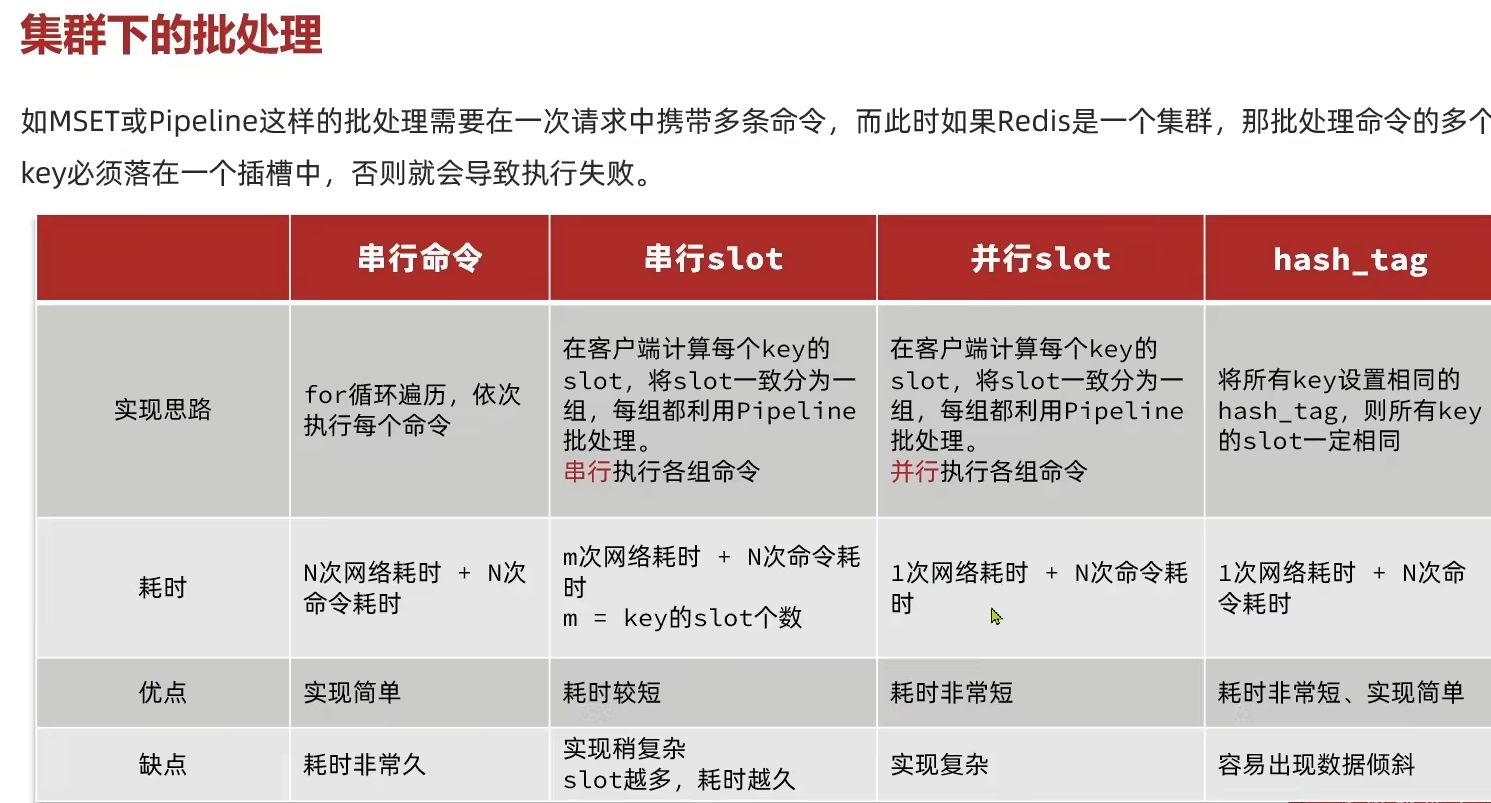 集群下的批处理
如MSET或Pipeline这样的批处理需要在一次请求中携带多条命令，而此时如果Redis是一个集群，那批处理命令的多个
key必须落在一个插槽中，否则就会导致执行失败。
串行命令
串行slot
并行slot
hash_tag
实现思路
for循环遍历，依次
执行每个命令
在客户端计算每个key的
slot，将slot一致分为一
组，每组都利用Pipeline
批处理。
串行执行各组命令
在客户端计算每个key的
slot，将slot一致分为一
组，每组都利用Pipeline
批处理。
并行执行各组命令
将所有key设置相同的
hash_tag，则所有key
的slot一定相同
耗时
N次网络耗时 + N次
命令耗时
m次网络耗时 + N次命令耗
时
m = key的slot个数
1次网络耗时 + N次命令耗
时
1次网络耗时 + N次命
令耗时
优点
实现简单
耗时较短
耗时非常短
耗时非常短、实现简单
缺点
耗时非常久
实现稍复杂
slot越多，耗时越久
实现复杂
容易出现数据倾斜